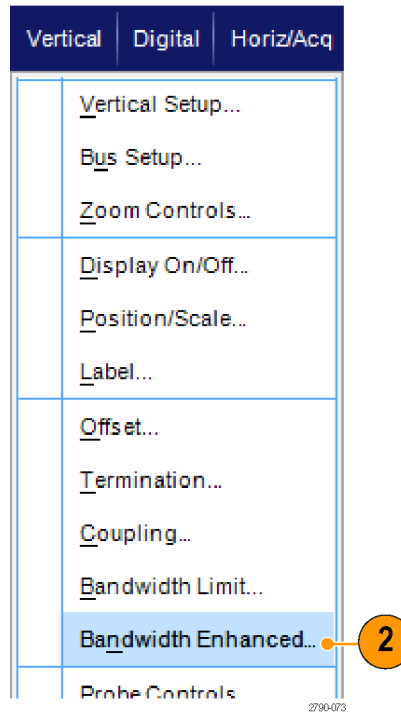 Vertical Digital Horiz/Acq
Vertical Setup...
Bus Setup...
Zoom Controls...
Display On/Off...
Position/Scale...
Label...
Offset...
Termination...
Coupling...
Bandwidth Limit...
Bandwidth Enhanced... 2
Probe Controls
2790-073